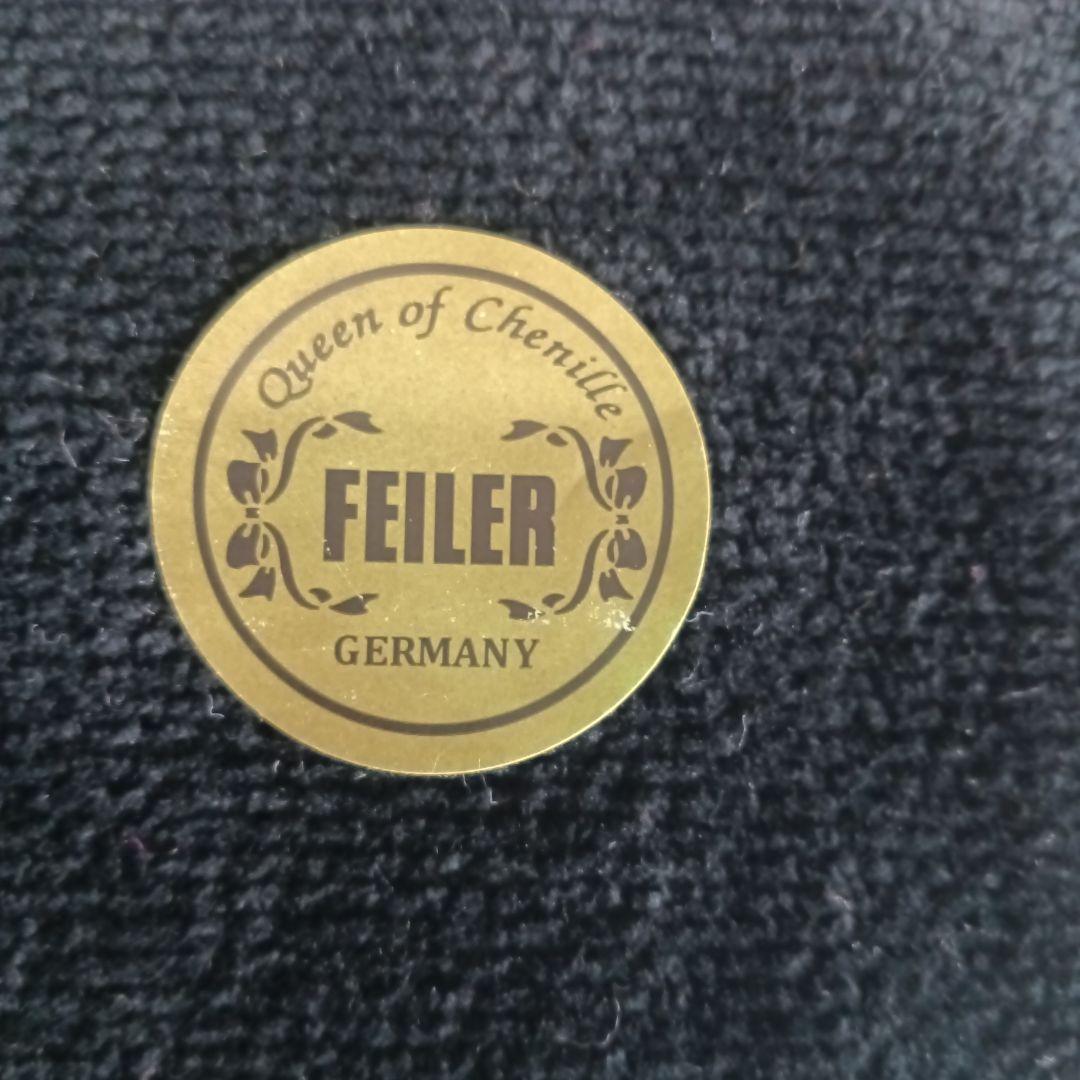 Queen of Chenille
FEILER
GERMANY